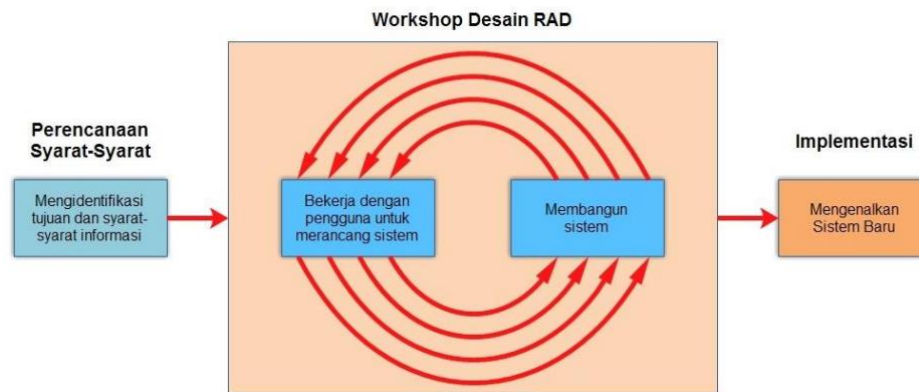 Workshop Desain RAD
Perencanaan
Syarat-Syarat
Mengidentifikasi
tujuan dan syarat-
syarat informasi
Bekerja dengan
pengguna untuk
merancang sistem
Membangun
sistem
Implementasi
Mengenalkan
Sistem Baru